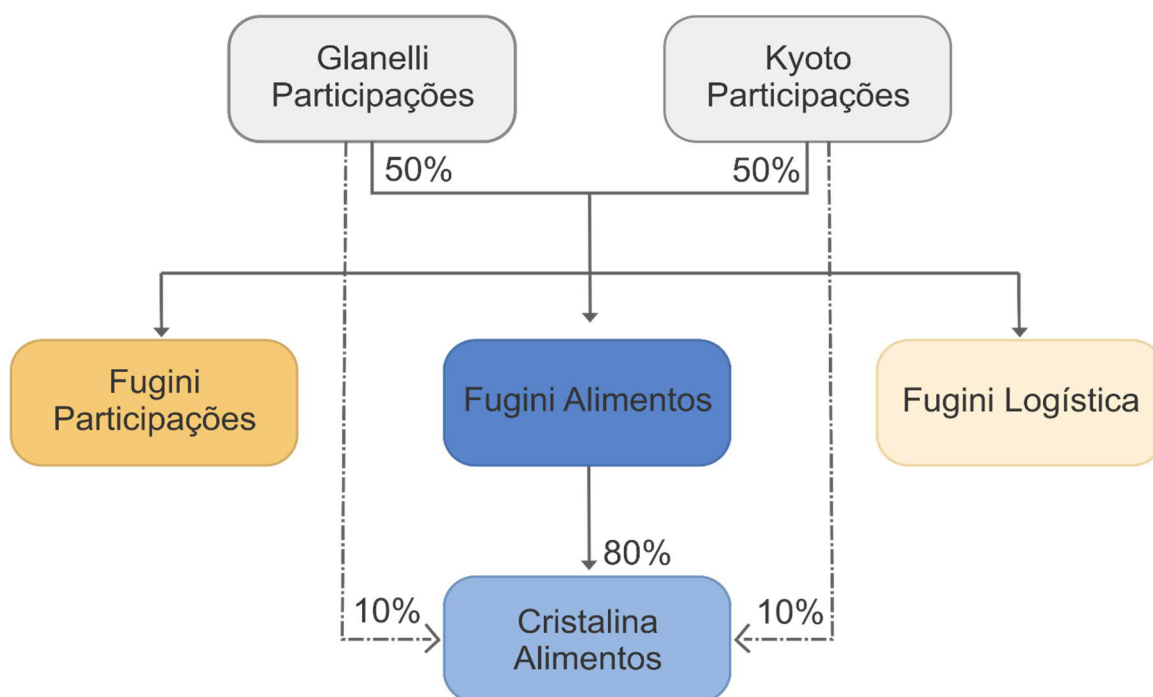 Glanelli
Participações
Kyoto
Participações
50%
50%
Fugini
Participações
Fugini Alimentos
Fugini Logística
80%
10%
10%
Cristalina
Alimentos